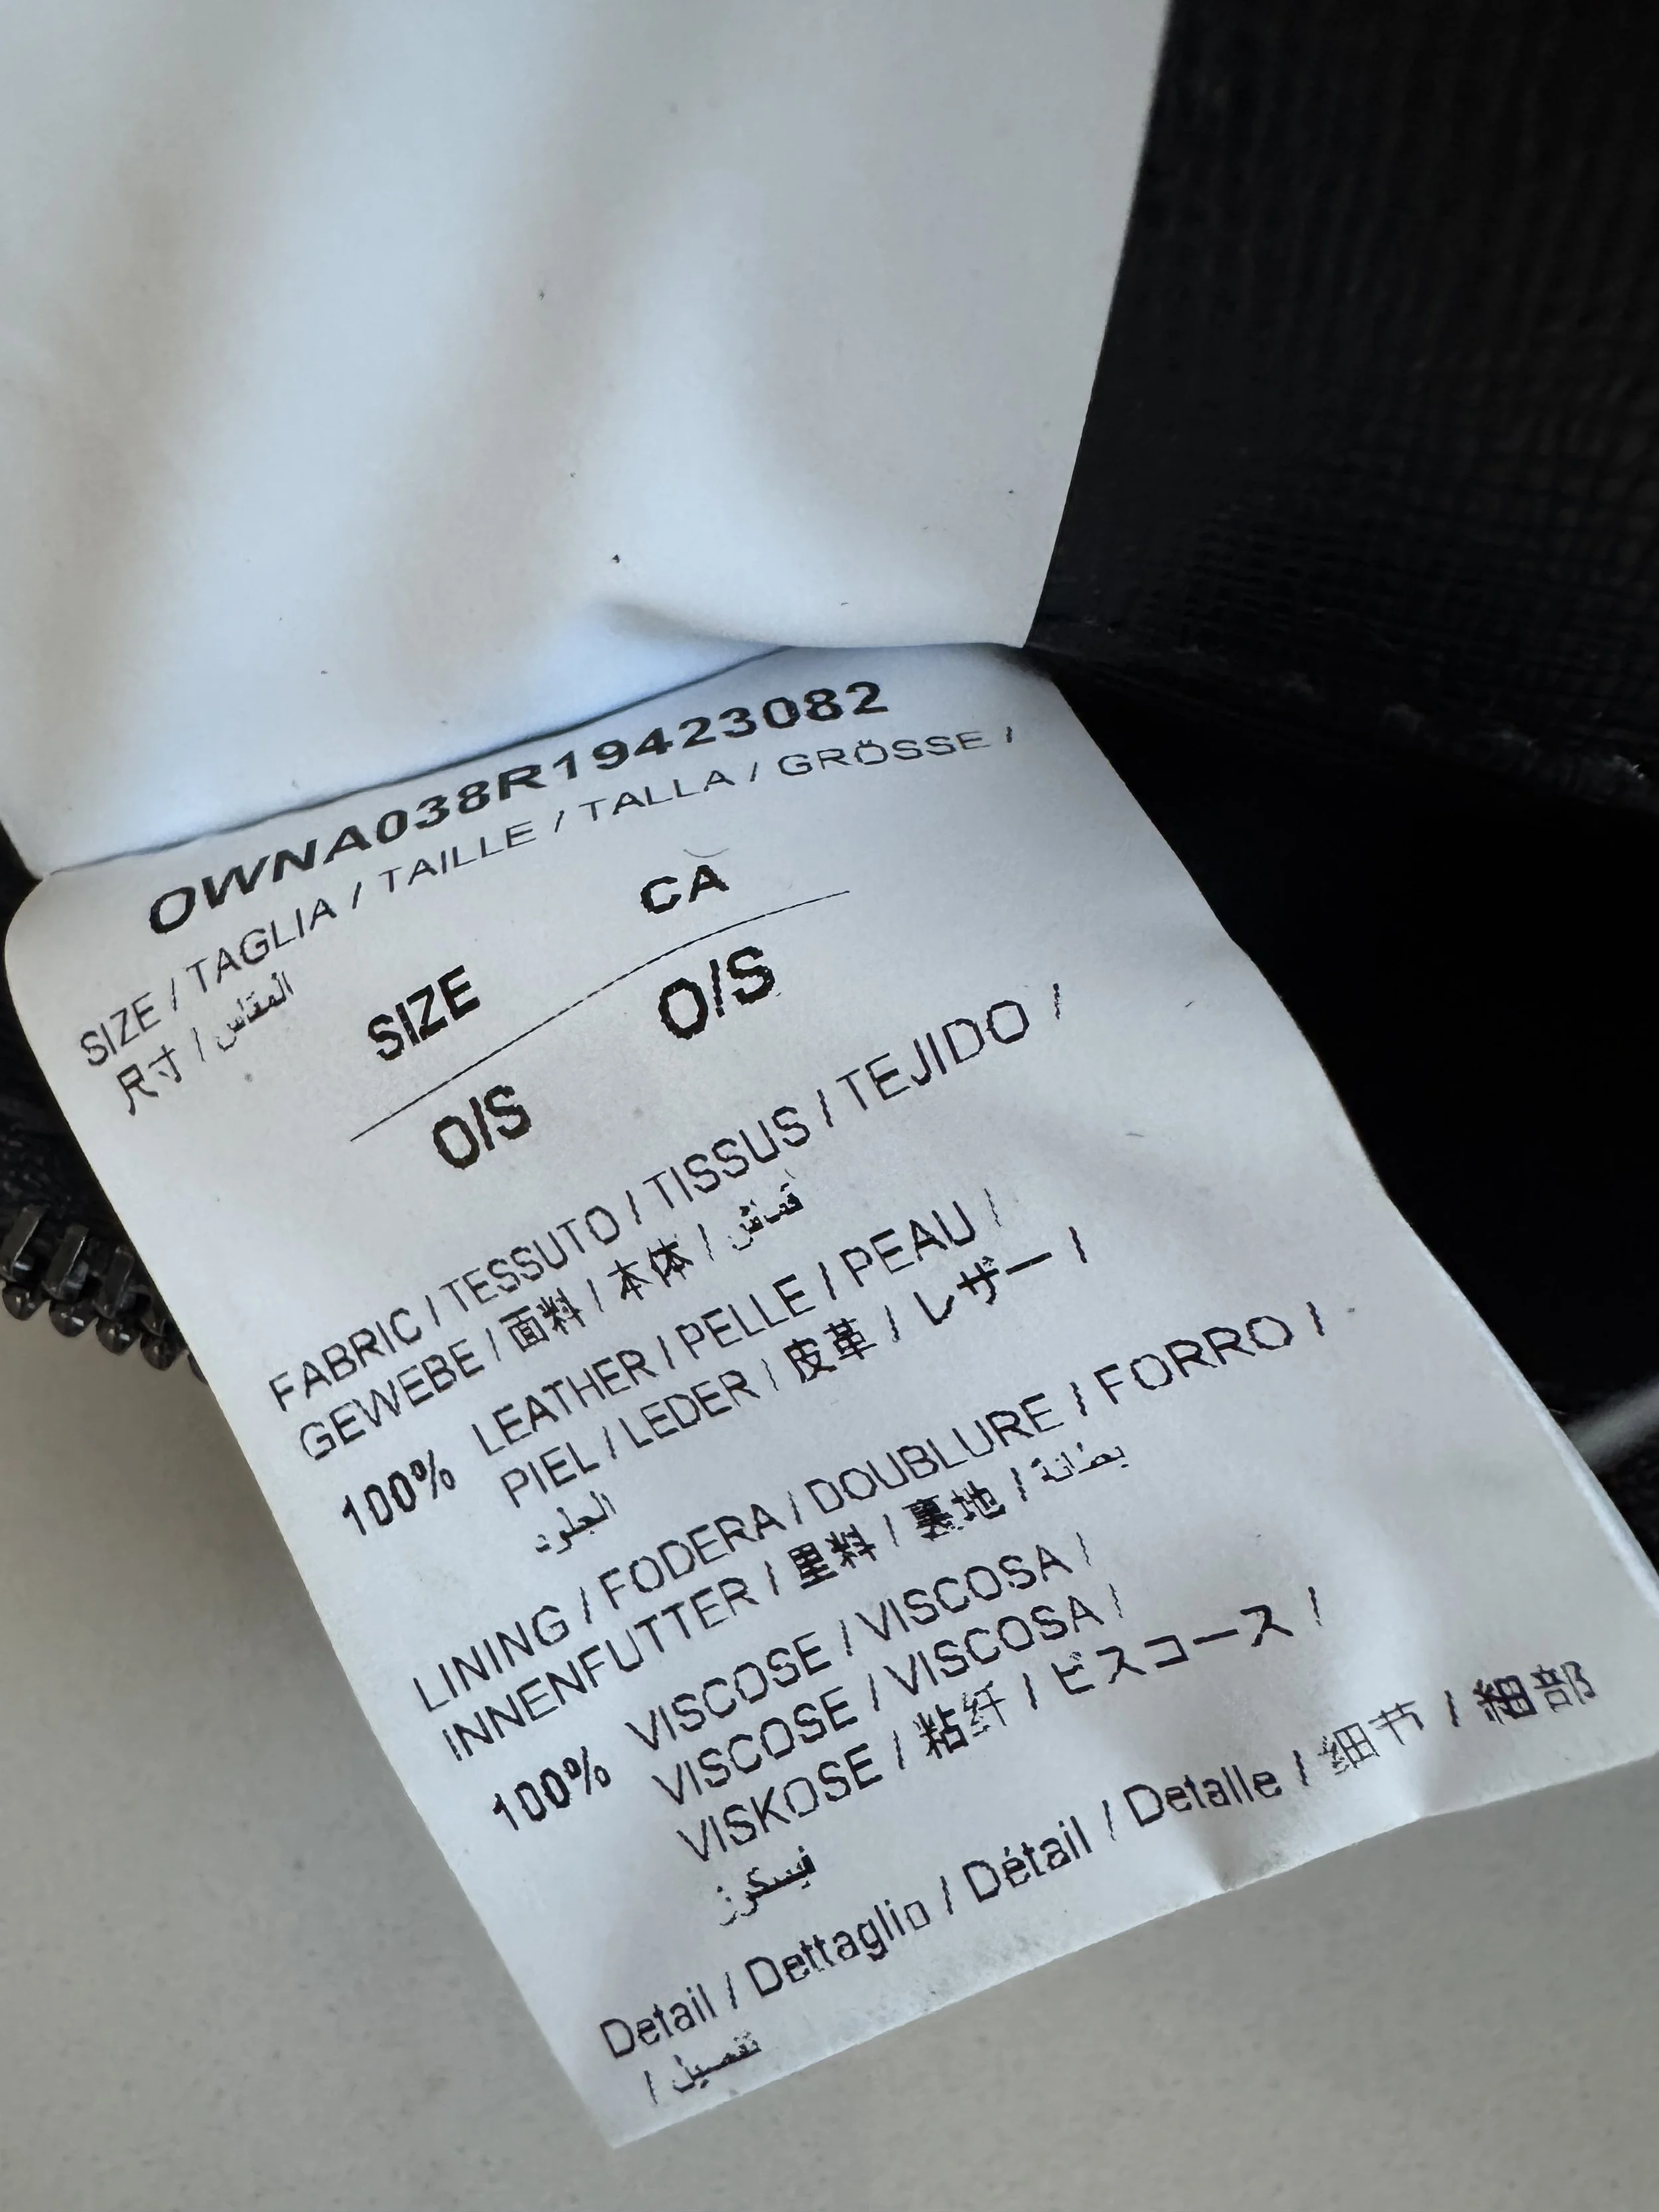 OWNA038R19423082
SIZE / TAGLIA / TAILLE / TALLA / GRÖSSE /
尺寸 / المقاس
SIZE CA
O/S O/S
FABRIC / TESSUTO / TISSUS / TEJIDO /
GEWEBE / 面料 / 本体 / قماش
100% LEATHER / PELLE / PEAU /
PIEL / LEDER / 皮革 / レザー /
الجلود
LINING / FODERA / DOUBLURE / FORRO /
INNENFUTTER / 里料 / 裏地 / بطانة
100% VISCOSE / VISCOSA /
VISCOSE / VISCOSA /
VISKOSE / 粘纤 / ビスコース /
فيسكوز
Detail / Dettaglio / Détail / Detalle / 细节 / 細部
/ تفصيل